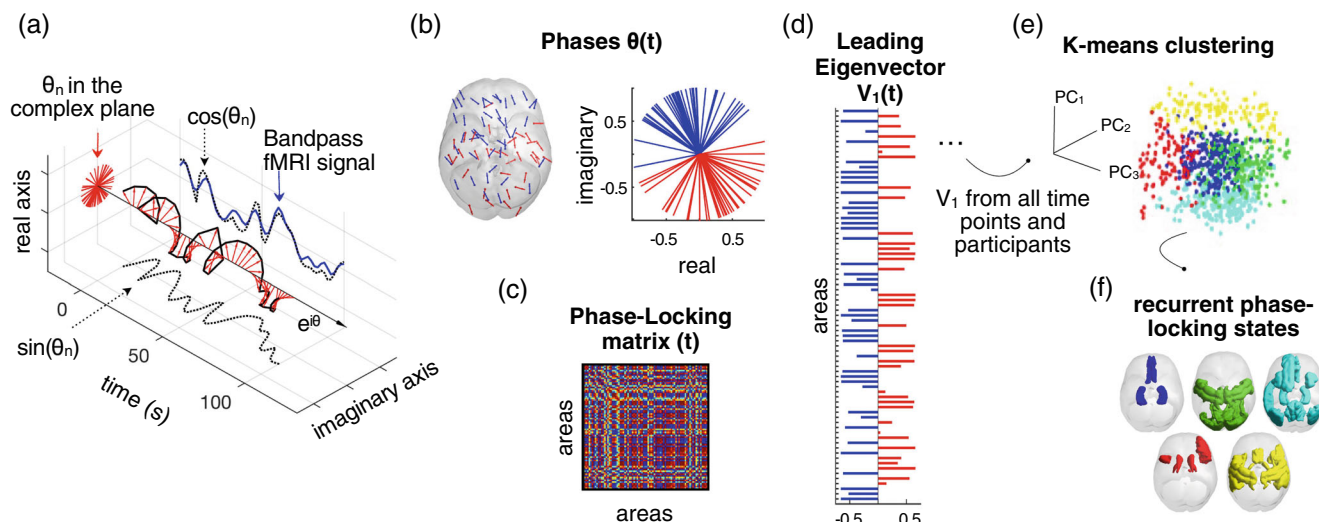 (a)
θn in the
complex plane
cos(θn)
Bandpass
fMRI signal
real axis
0
50
100
sin(θn)
time (s)
e^iθ
imaginary axis
(b)
Phases θ(t)
imaginary
0.5
-0.5
-0.5
0.5
real
(c)
Phase-Locking
matrix (t)
areas
areas
(d)
Leading
Eigenvector
V1(t)
areas
-0.5
0.5
...
V1 from all time
points and
participants
(e)
K-means clustering
PC1
PC2
PC3
(f)
recurrent phase-
locking states